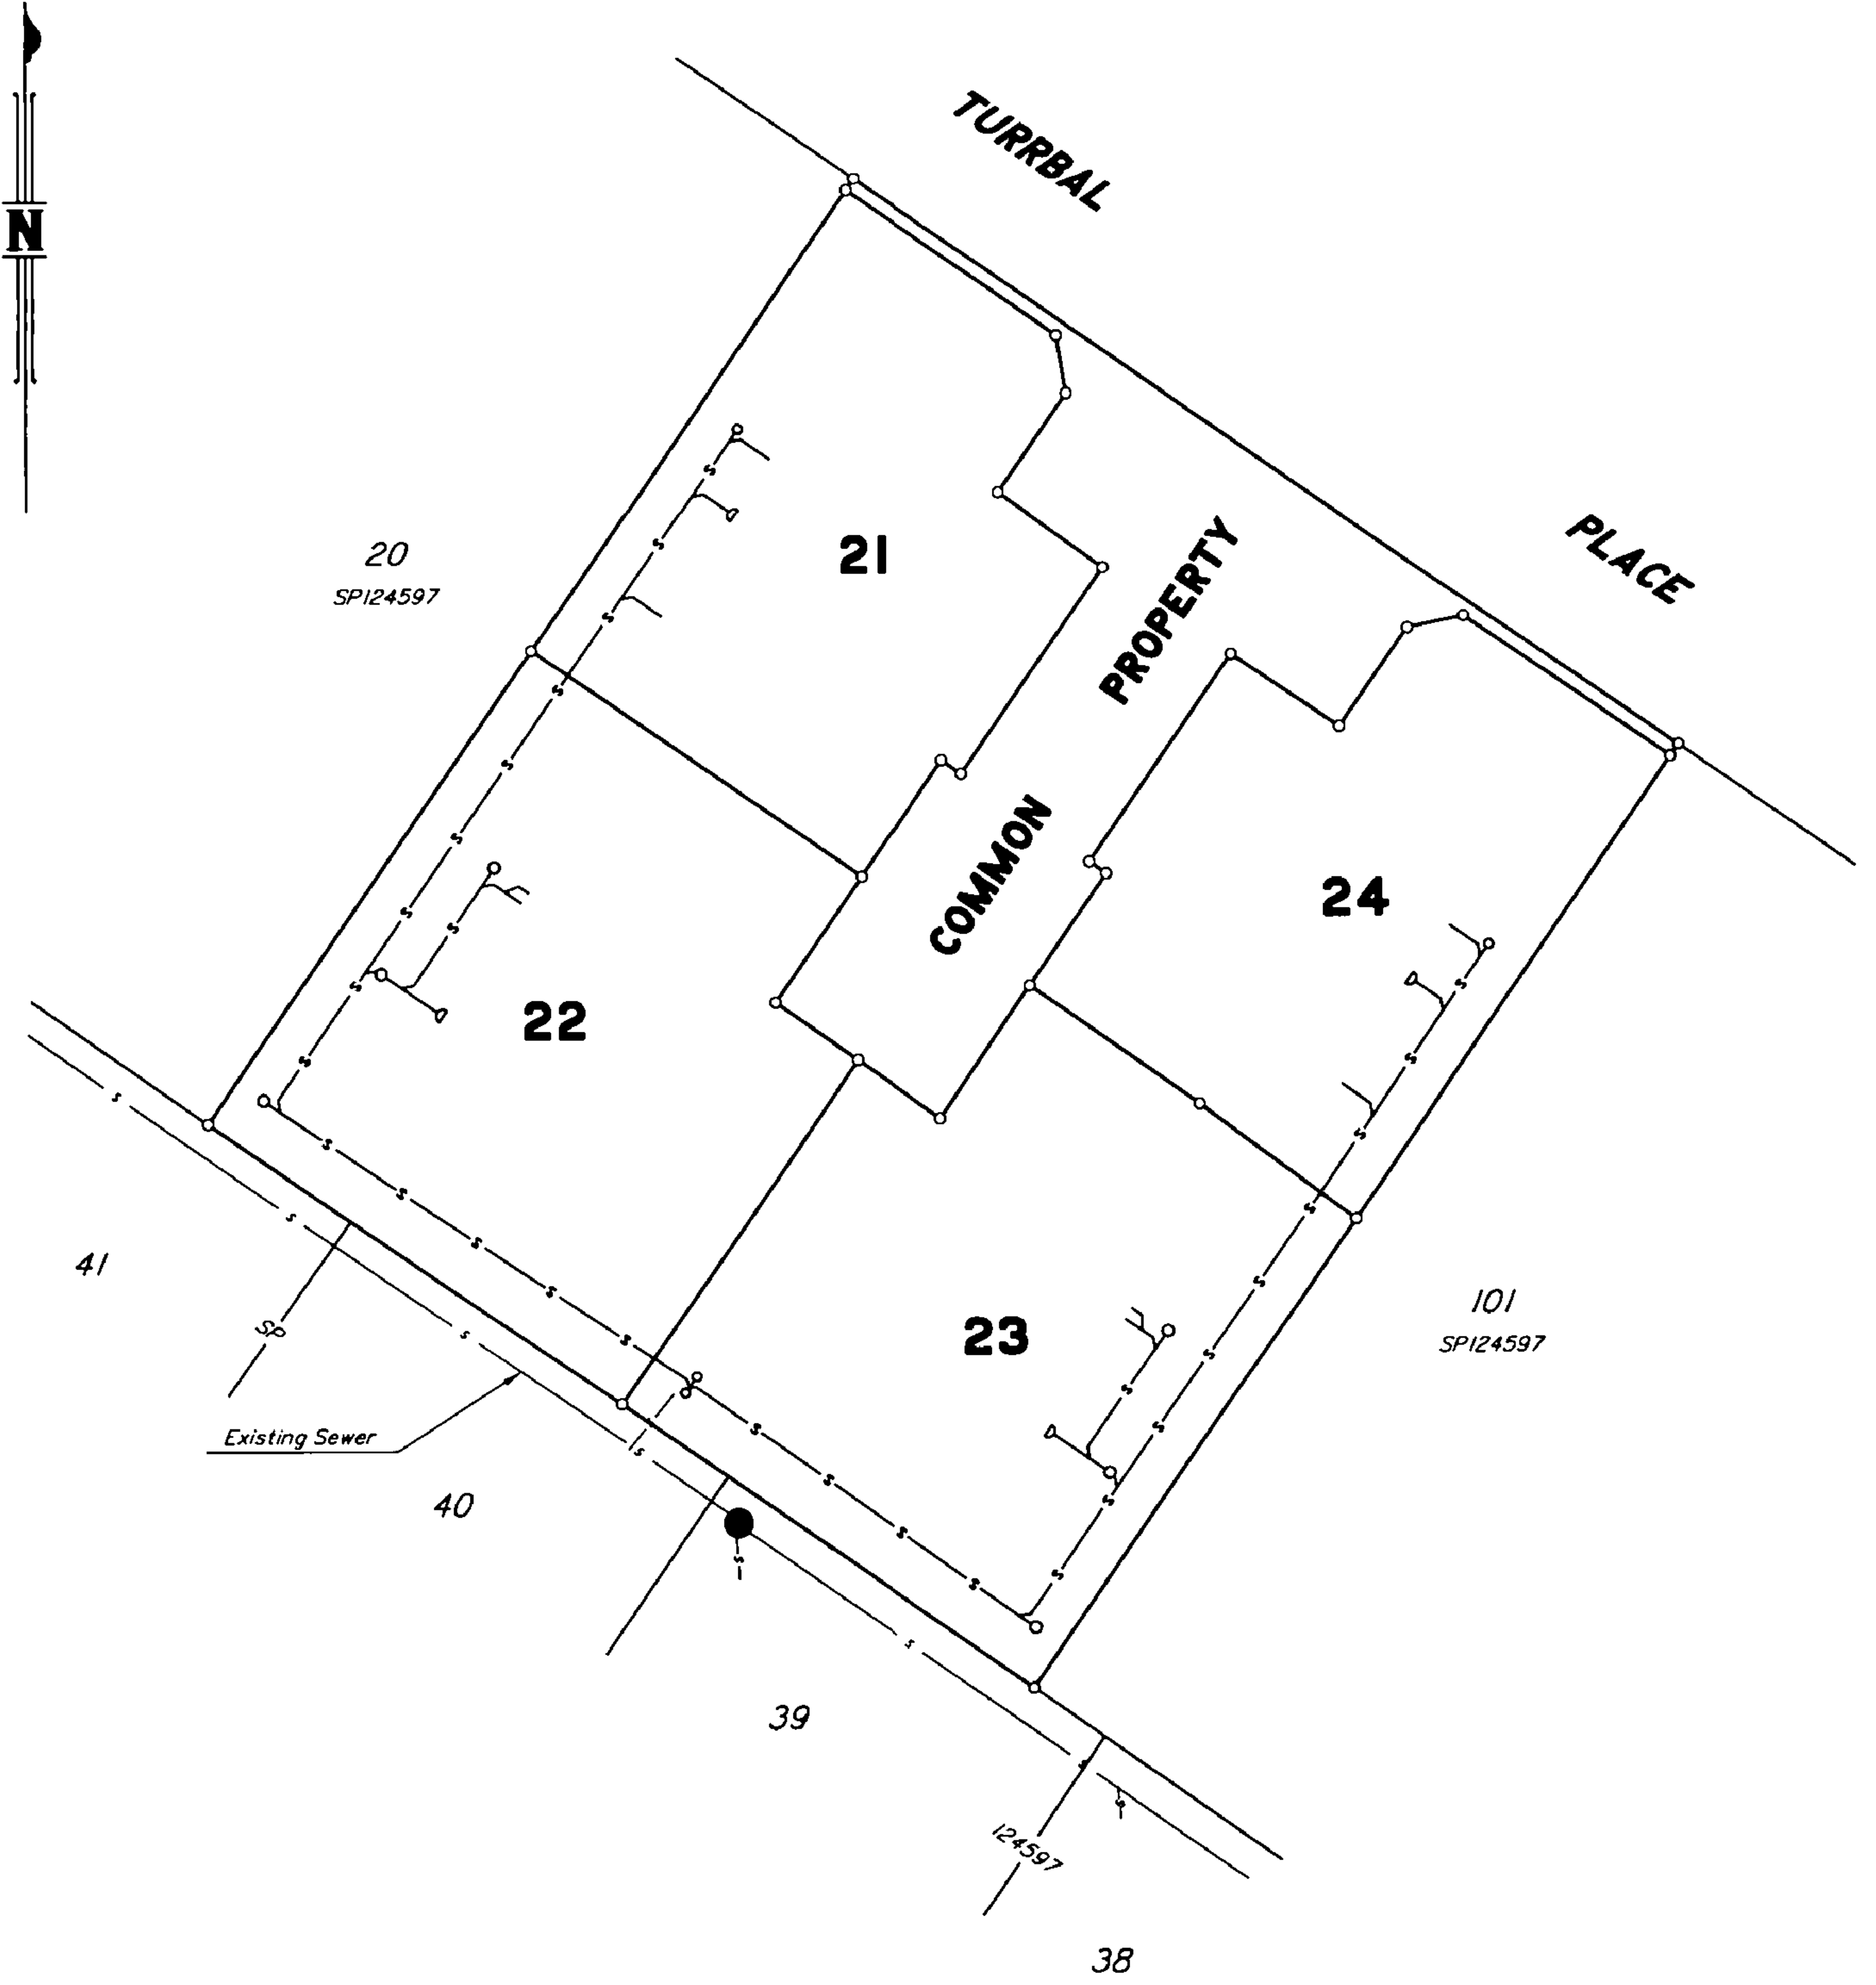 TURRBAL
N
PLACE
20
SP124597
21
PROPERTY
COMMON
24
22
41
23
101
SP124597
SP
Existing Sewer
40
39
124597
38